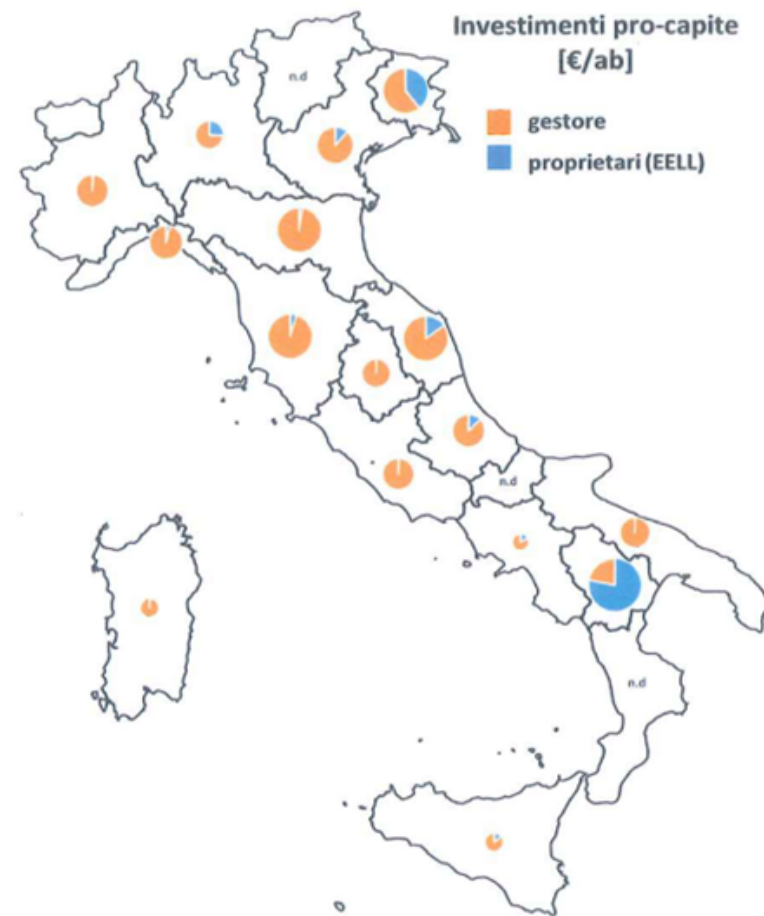 Investimenti pro-capite
[€/ab]
gestore
proprietari (EELL)
n.d
n.d
n.d